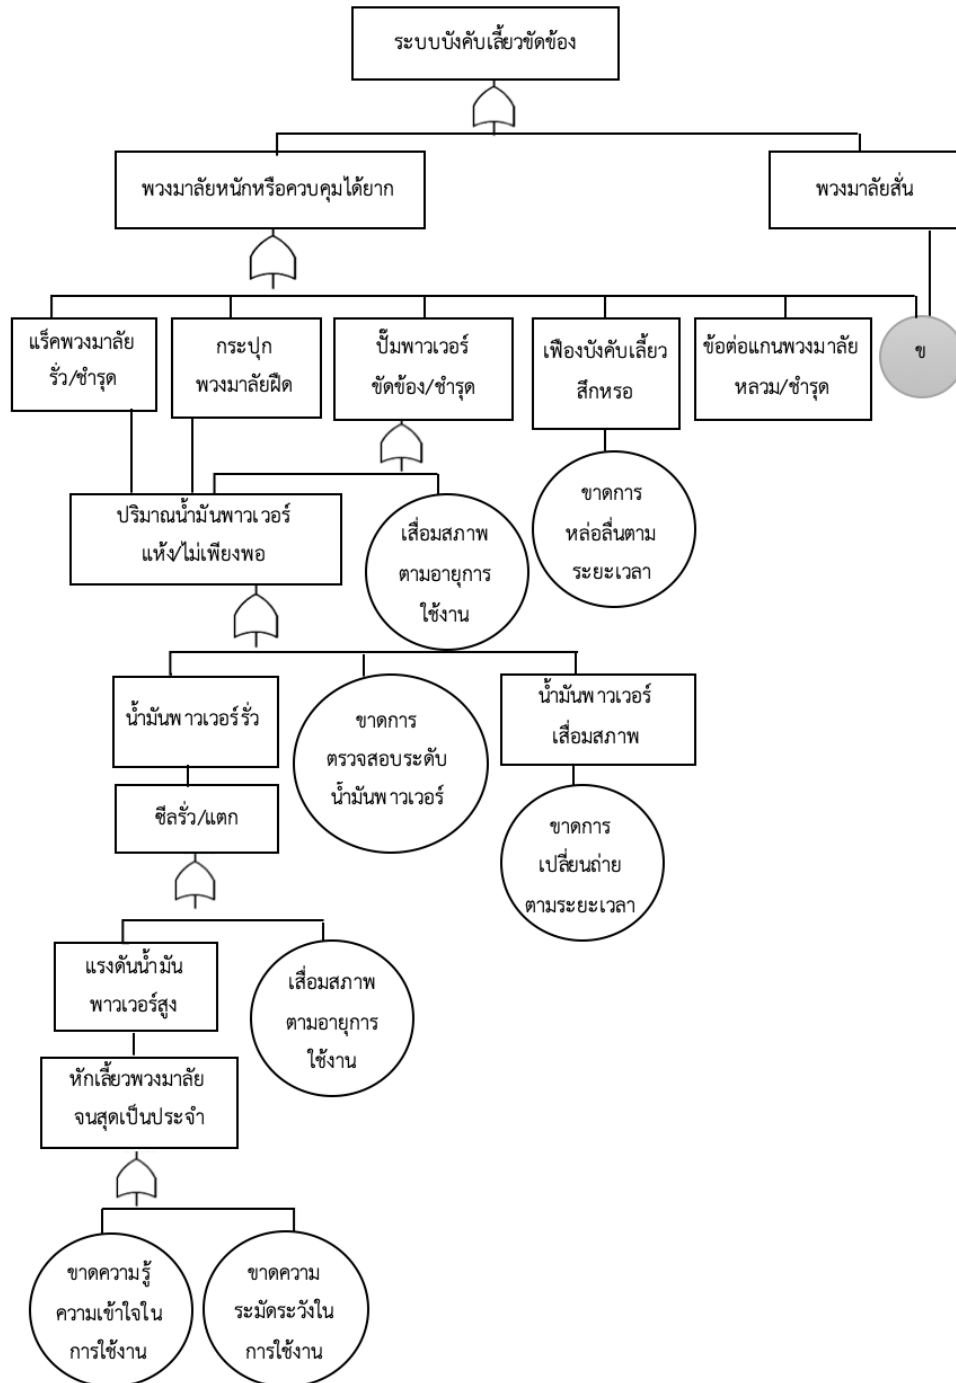 ระบบบังคับเลี้ยวขัดข้อง
พวงมาลัยหนักหรือควบคุมได้ยาก
พวงมาลัยสั่น
แร็คพวงมาลัย
รั่ว/ชำรุด
กระปุก
พวงมาลัยฝืด
ปั๊มพาวเวอร์
ขัดข้อง/ชำรุด
เฟืองบังคับเลี้ยว
สึกหรอ
ข้อต่อแกนพวงมาลัย
หลวม/ชำรุด
ข
ปริมาณน้ำมันพาวเวอร์
แห้ง/ไม่เพียงพอ
เสื่อมสภาพ
ตามอายุการ
ใช้งาน
ขาดการ
หล่อลื่นตาม
ระยะเวลา
น้ำมันพาวเวอร์รั่ว
ขาดการ
ตรวจสอบระดับ
น้ำมันพาวเวอร์
น้ำมันพาวเวอร์
เสื่อมสภาพ
ซีลรั่ว/แตก
ขาดการ
เปลี่ยนถ่าย
ตามระยะเวลา
แรงดันน้ำมัน
พาวเวอร์สูง
เสื่อมสภาพ
ตามอายุการ
ใช้งาน
หักเลี้ยวพวงมาลัย
จนสุดเป็นประจำ
ขาดความรู้
ความเข้าใจใน
การใช้งาน
ขาดความ
ระมัดระวังใน
การใช้งาน